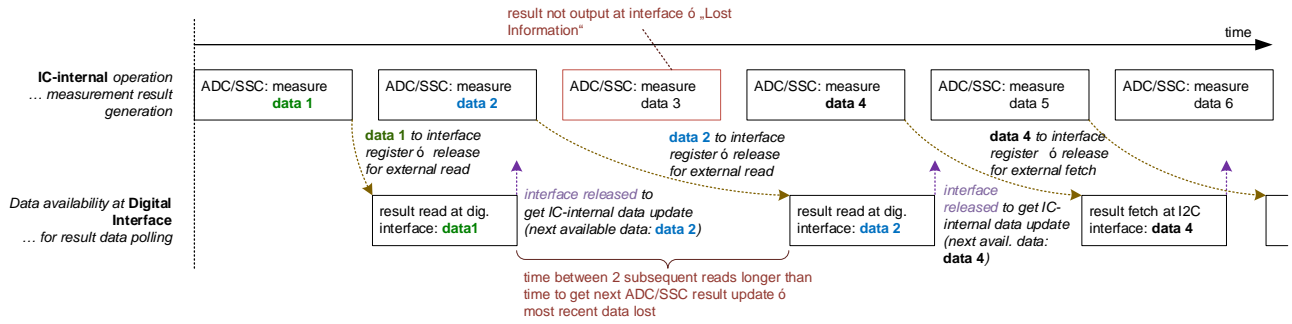 result not output at interface ó „Lost
Information“
time
IC-internal operation
… measurement result
generation
ADC/SSC: measure
data 1
ADC/SSC: measure
data 2
ADC/SSC: measure
data 3
ADC/SSC: measure
data 4
ADC/SSC: measure
data 5
ADC/SSC: measure
data 6
data 1 to interface
register ó release
for external read
data 2 to interface
register ó release
for external read
data 4 to interface
register ó release
for external fetch
Data availability at Digital
Interface
… for result data polling
result read at dig.
interface: data1
interface released to
get IC-internal data update
(next available data: data 2)
result read at dig.
interface: data 2
interface
released to get IC-
internal data update
(next avail. data:
data 4)
result fetch at I2C
interface: data 4
time between 2 subsequent reads longer than
time to get next ADC/SSC result update ó
most recent data lost